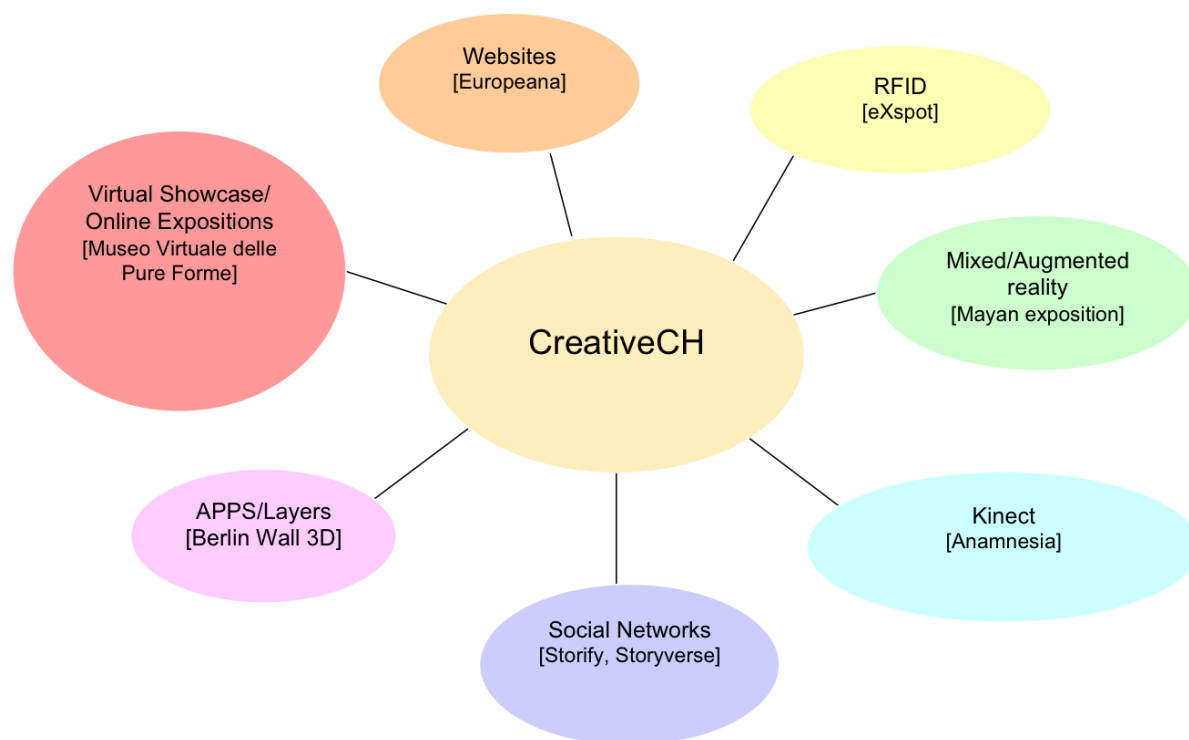 Websites
[Europeana]
RFID
[eXspot]
Virtual Showcase/
Online Expositions
[Museo Virtuale delle
Pure Forme]
Mixed/Augmented
reality
[Mayan exposition]
CreativeCH
APPS/Layers
[Berlin Wall 3D]
Kinect
[Anamnesia]
Social Networks
[Storify, Storyverse]